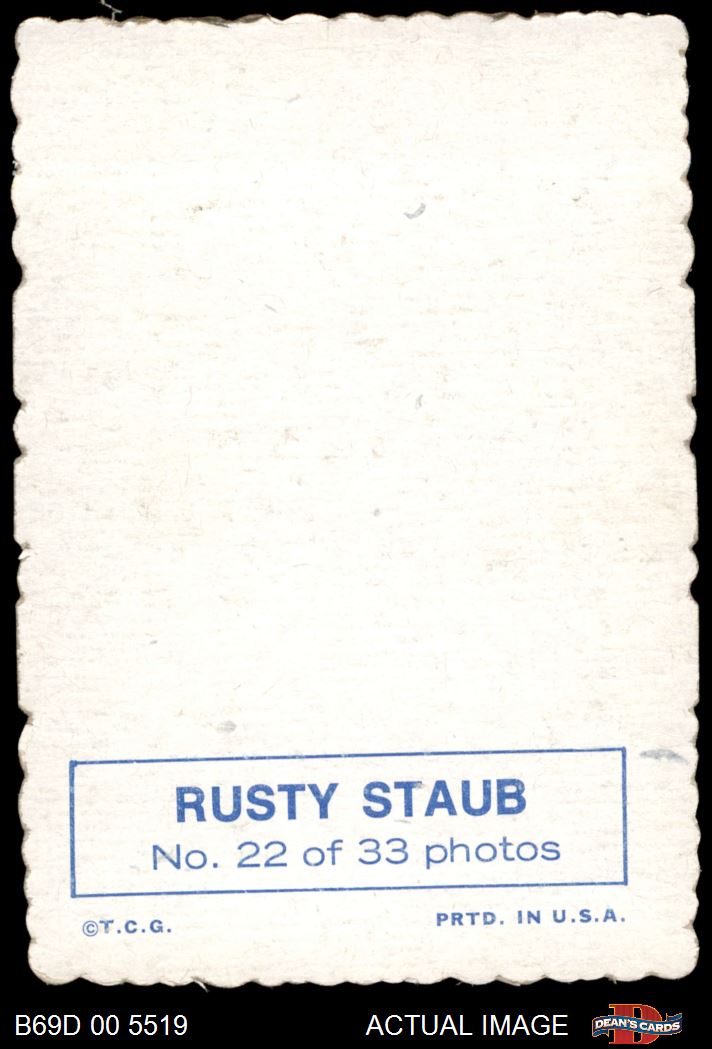 RUSTY STAUB
No. 22 of 33 photos
©T.C.G.
PRTD. IN U.S.A.
B69D 00 5519
ACTUAL IMAGE
D
DEAN'S CARDS